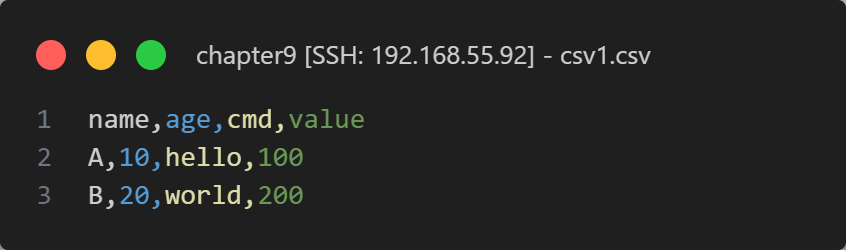 chapter9 [SSH: 192.168.55.92] - csv1.csv
1 name,age,cmd,value
2 A,10,hello,100
3 B,20,world,200